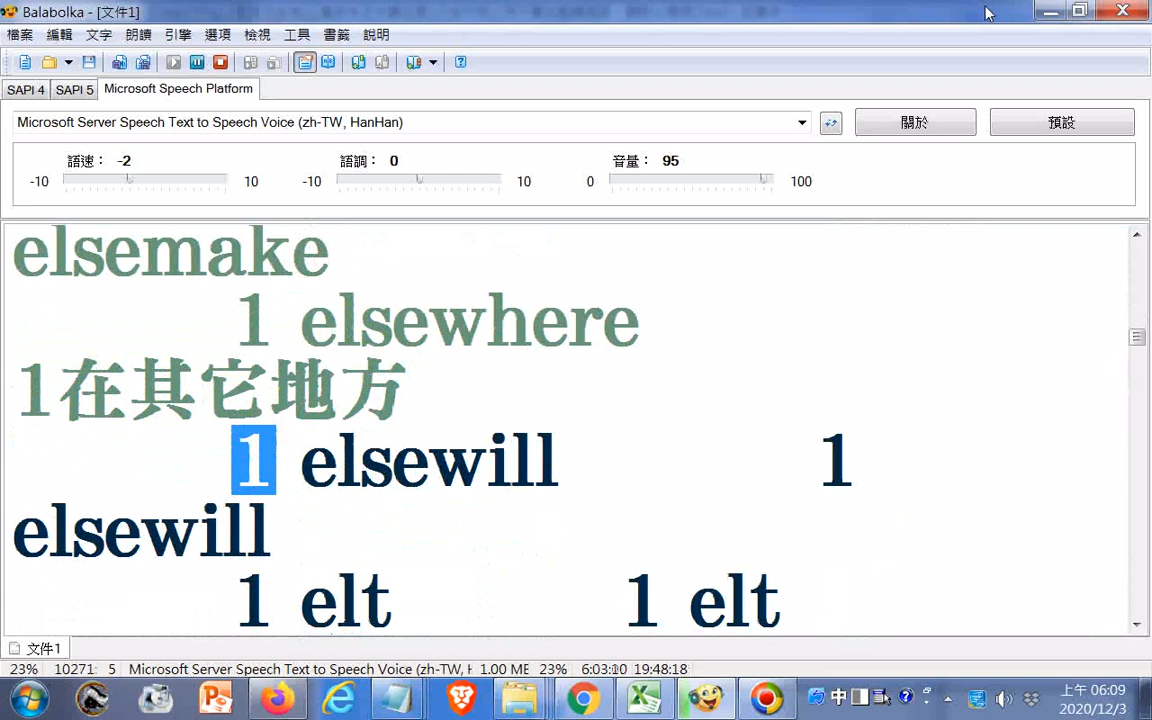 Balabolka - [文件1]
檔案 編輯 文字 朗讀 引擎 選項 檢視 工具 書籤 說明
SAPI 4 SAPI 5 Microsoft Speech Platform
Microsoft Server Speech Text to Speech Voice (zh-TW, HanHan) 關於 預設
語速： -2 語調： 0 音量： 95
-10 10 -10 10 0 100
elsemake
1 elsewhere
1在其它地方
1 elsewill 1
elsewill
1 elt 1 elt
文件1
23% 10271 5 Microsoft Server Speech Text to Speech Voice (zh-TW, H 1.00 ME 23% 6:03:10 19:48:18
中 上午 06:09
2020/12/3